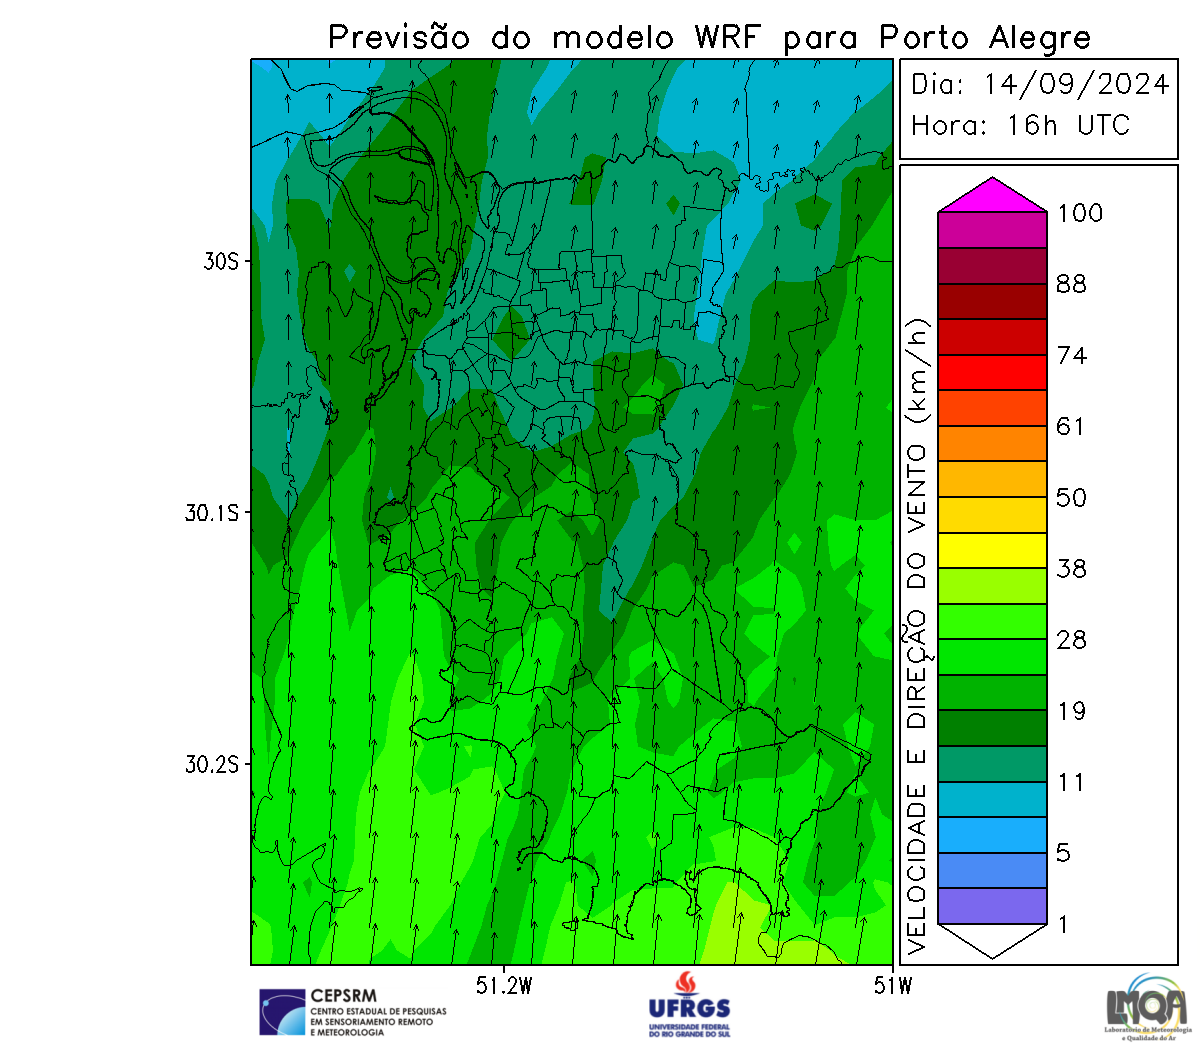 Previsão do modelo WRF para Porto Alegre
Dia: 14/09/2024
Hora: 16h UTC
100
88
74
61
50
38
28
19
11
5
1
VELOCIDADE E DIREÇÃO DO VENTO (km/h)
30S
30.1S
30.2S
51.2W
51W
CEPSRM
CENTRO ESTADUAL DE PESQUISAS
EM SENSORIAMENTO REMOTO
E METEOROLOGIA
UFRGS
UNIVERSIDADE FEDERAL
DO RIO GRANDE DO SUL
LMQA
Laboratório de Meteorologia
e Qualidade do Ar